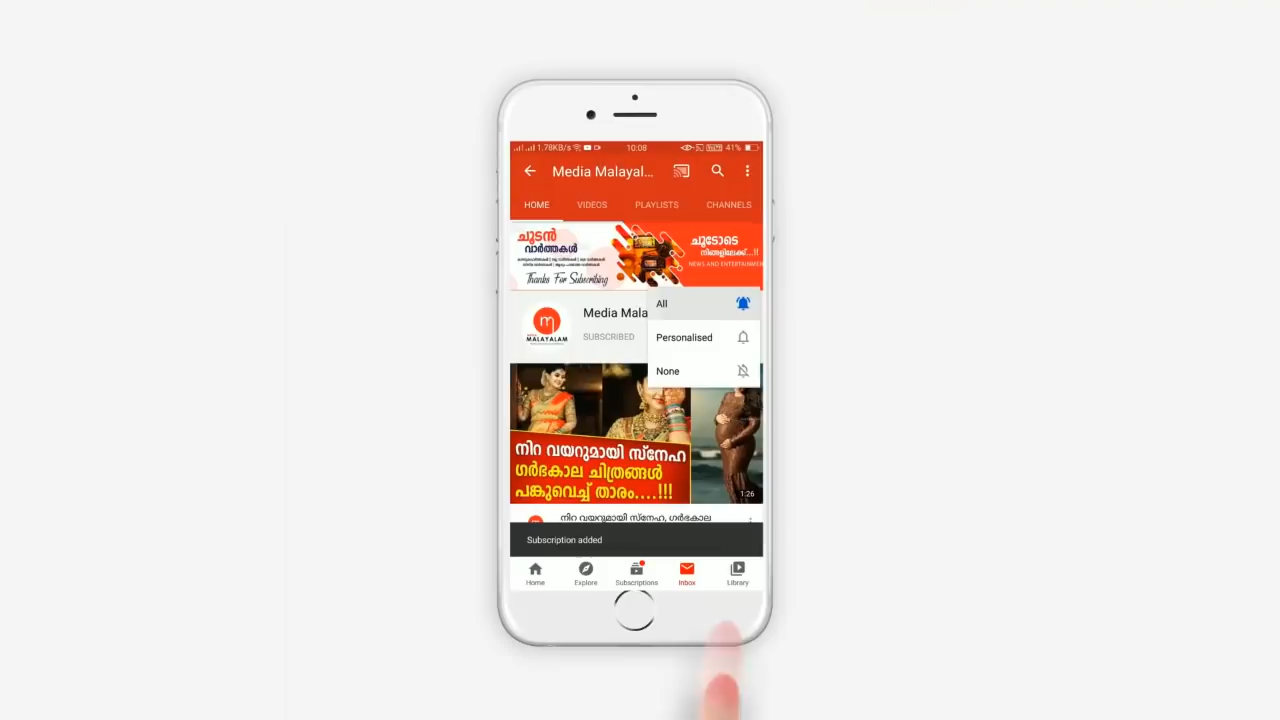 1.78KB/s
10:08
41%
Media Malayal...
HOME
VIDEOS
PLAYLISTS
CHANNELS
ചൂടൻ
വാർത്തകൾ
Thanks For Subscribing
ചൂടോടെ
നിങ്ങളിലേക്ക്...!!
NEWS AND ENTERTAINMEN
All
Media Mala
MALAYALAM
SUBSCRIBED
Personalised
None
നിറ വയറുമായി സ്നേഹ
ഗർഭകാല ചിത്രങ്ങൾ
പങ്കുവെച്ച് താരം....!!!
1:26
നിറ വയറുമായി സ്നേഹ, ഗർഭകാല
Subscription added
Home
Explore
Subscriptions
Inbox
Library